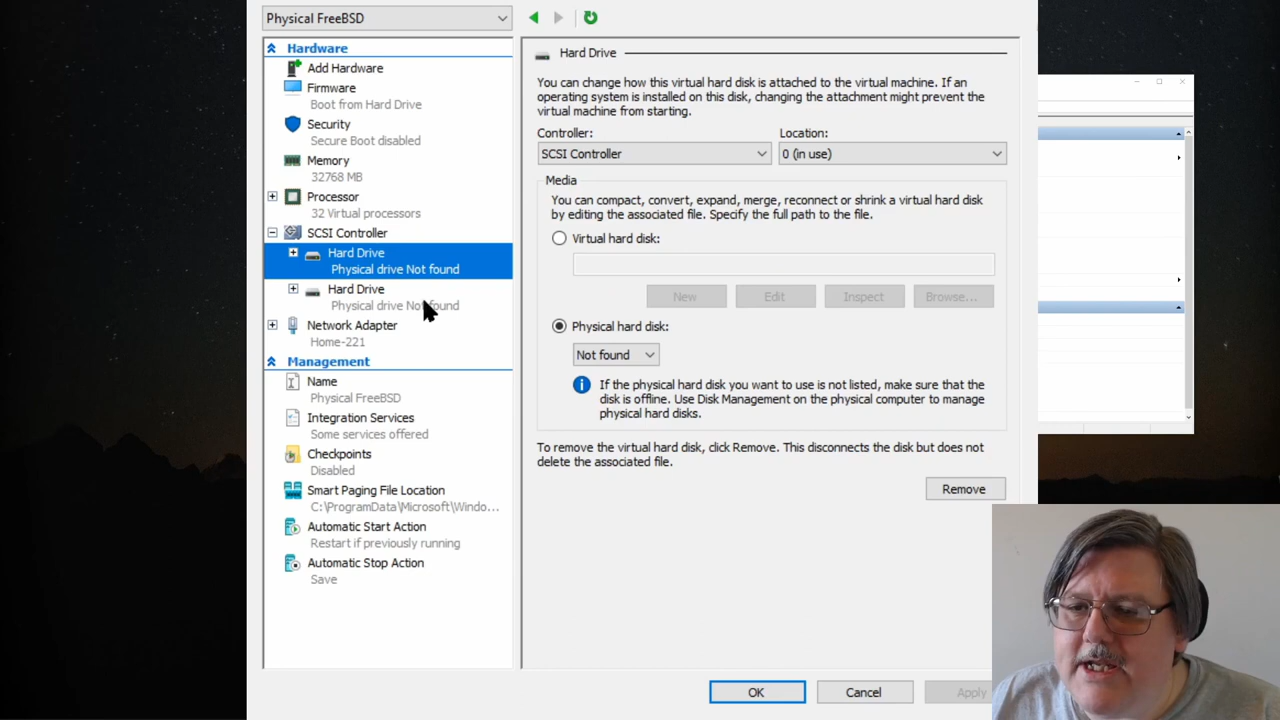 Physical FreeBSD
Hardware
Add Hardware
Firmware
Boot from Hard Drive
Security
Secure Boot disabled
Memory
32768 MB
Processor
32 Virtual processors
SCSI Controller
Hard Drive
Physical drive Not found
Hard Drive
Physical drive Not found
Network Adapter
Home-221
Management
Name
Physical FreeBSD
Integration Services
Some services offered
Checkpoints
Disabled
Smart Paging File Location
C:\ProgramData\Microsoft\Windo...
Automatic Start Action
Restart if previously running
Automatic Stop Action
Save
Hard Drive
You can change how this virtual hard disk is attached to the virtual machine. If an
operating system is installed on this disk, changing the attachment might prevent the
virtual machine from starting.
Controller:
Location:
SCSI Controller
0 (in use)
Media
You can compact, convert, expand, merge, reconnect or shrink a virtual hard disk
by editing the associated file. Specify the full path to the file.
Virtual hard disk:
New
Edit
Inspect
Browse...
Physical hard disk:
Not found
If the physical hard disk you want to use is not listed, make sure that the
disk is offline. Use Disk Management on the physical computer to manage
physical hard disks.
To remove the virtual hard disk, click Remove. This disconnects the disk but does not
delete the associated file.
Remove
OK
Cancel
Apply